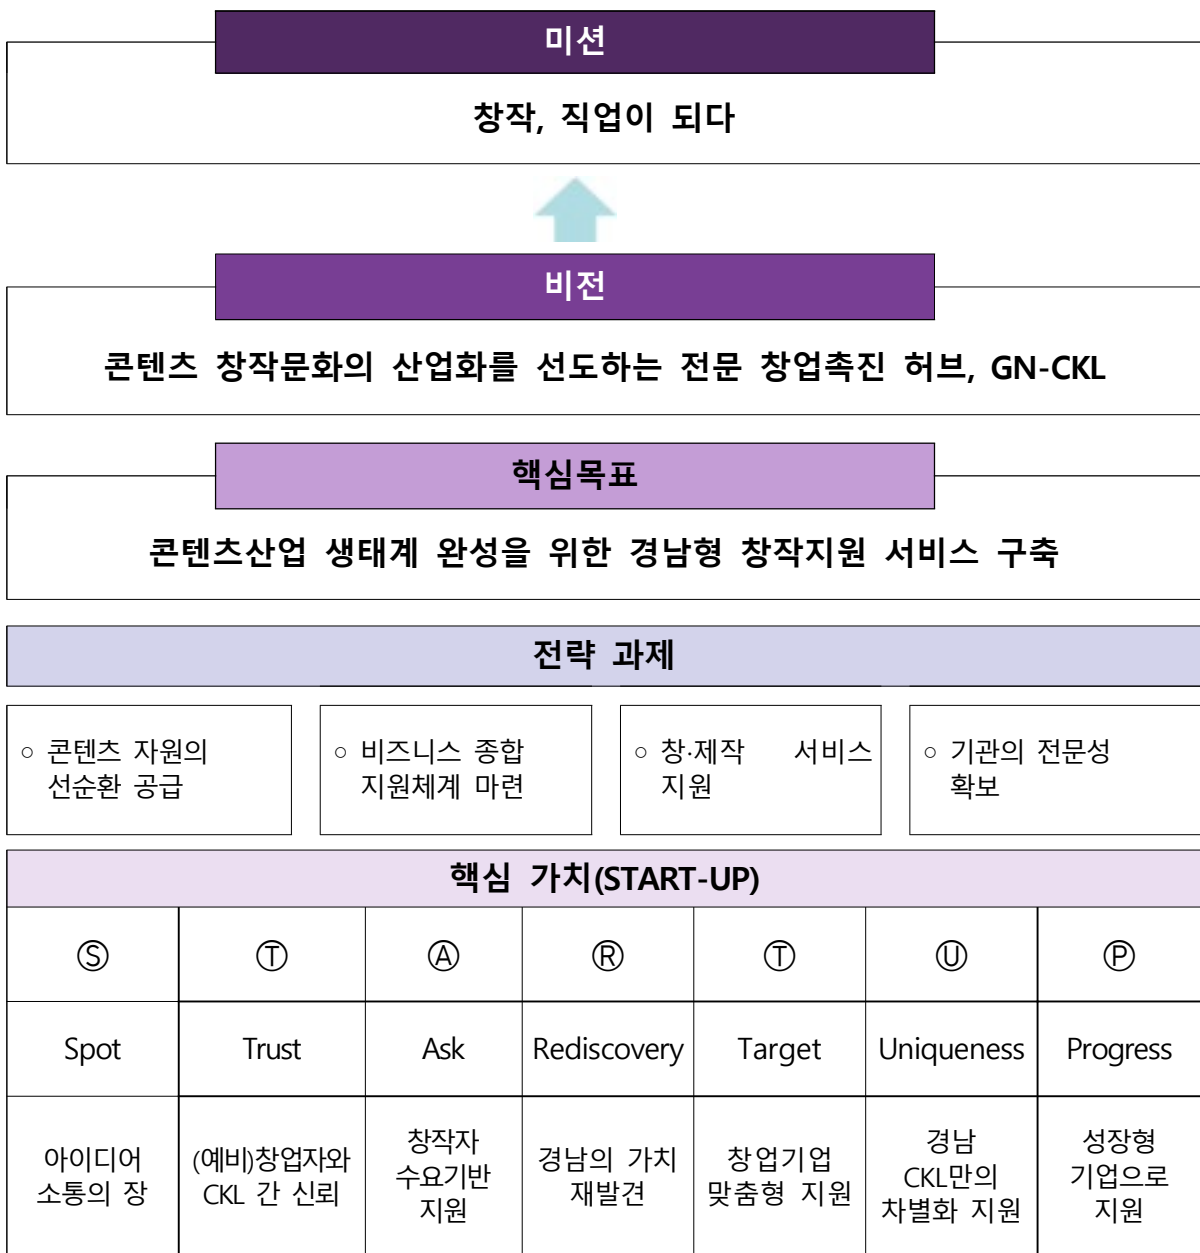 미션
창작, 직업이 되다
비전
콘텐츠 창작문화의 산업화를 선도하는 전문 창업촉진 허브, GN-CKL
핵심목표
콘텐츠산업 생태계 완성을 위한 경남형 창작지원 서비스 구축
전략 과제
○ 콘텐츠 자원의
선순환 공급
○ 비즈니스 종합
지원체계 마련
○ 창·제작 서비스
지원
○ 기관의 전문성
확보
핵심 가치(START-UP)
Ⓢ Ⓣ Ⓐ Ⓡ Ⓣ Ⓤ Ⓟ
Spot Trust Ask Rediscovery Target Uniqueness Progress
아이디어
소통의 장
(예비)창업자와
CKL 간 신뢰
창작자
수요기반
지원
경남의 가치
재발견
창업기업
맞춤형 지원
경남
CKL만의
차별화 지원
성장형
기업으로
지원